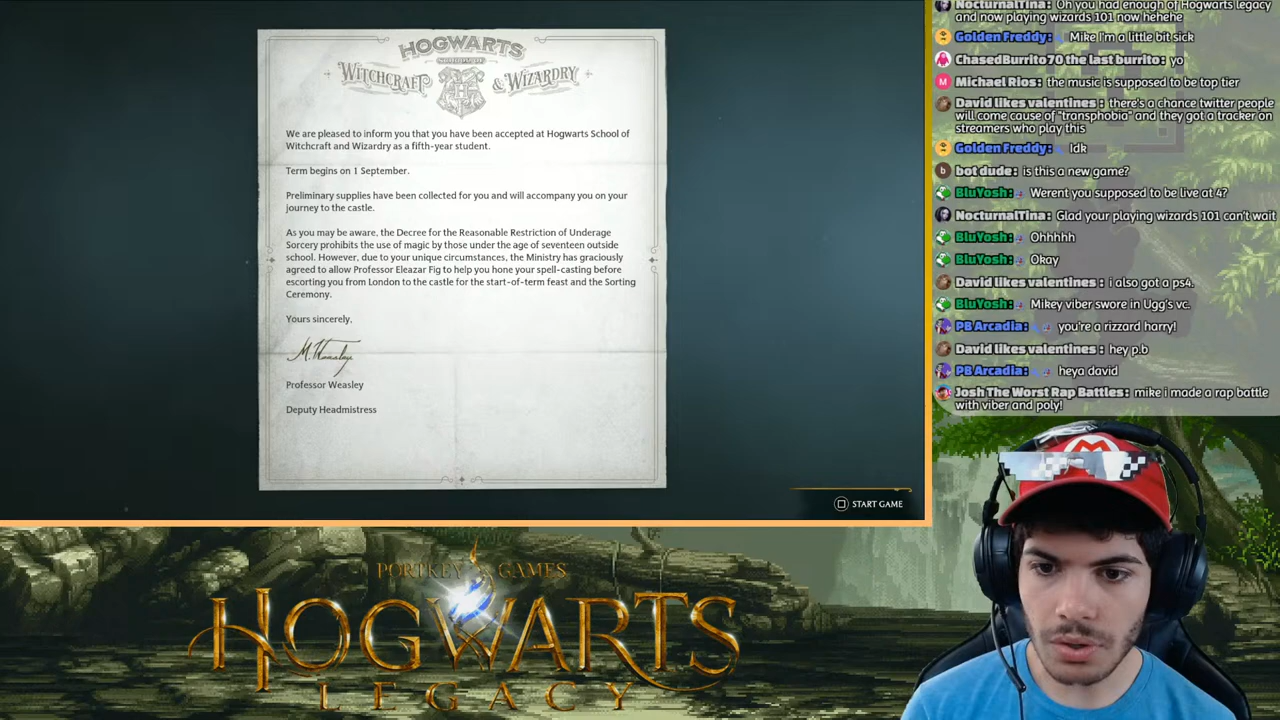 HOGWARTS
SCHOOL OF
WITCHCRAFT & WIZARDRY
We are pleased to inform you that you have been accepted at Hogwarts School of
Witchcraft and Wizardry as a fifth-year student.
Term begins on 1 September.
Preliminary supplies have been collected for you and will accompany you on your
journey to the castle.
As you may be aware, the Decree for the Reasonable Restriction of Underage
Sorcery prohibits the use of magic by those under the age of seventeen outside
school. However, due to your unique circumstances, the Ministry has graciously
agreed to allow Professor Eleazar Fig to help you hone your spell-casting before
escorting you from London to the castle for the start-of-term feast and the Sorting
Ceremony.
Yours sincerely,
M. Weasley
Professor Weasley
Deputy Headmistress
START GAME
NocturnalTina: Oh you had enough of Hogwarts legacy
and now playing wizards 101 now hehehe
Golden Freddy: Mike I'm a little bit sick
ChasedBurrito70 the last burrito: yo
M Michael Rios: the music is supposed to be top tier
David likes valentines : there's a chance twitter people
will come cause of "transphobia" and they got a tracker on
streamers who play this
Golden Freddy: Idk
b bot dude: is this a new game?
BluYosh: Werent you supposed to be live at 4?
NocturnalTina: Glad your playing wizards 101 can't wait
BluYosh: Ohhhhh
BluYosh: Okay
David likes valentines : i also got a ps4.
BluYosh: Mikey viber swore in Ugg's vc.
PB Arcadia: you're a rizzard harry!
David likes valentines : hey p.b
PB Arcadia: heya david
Josh The Worst Rap Battles: mike i made a rap battle
with viber and poly!
M
PORTKEY GAMES
HOGWARTS
LEGACY